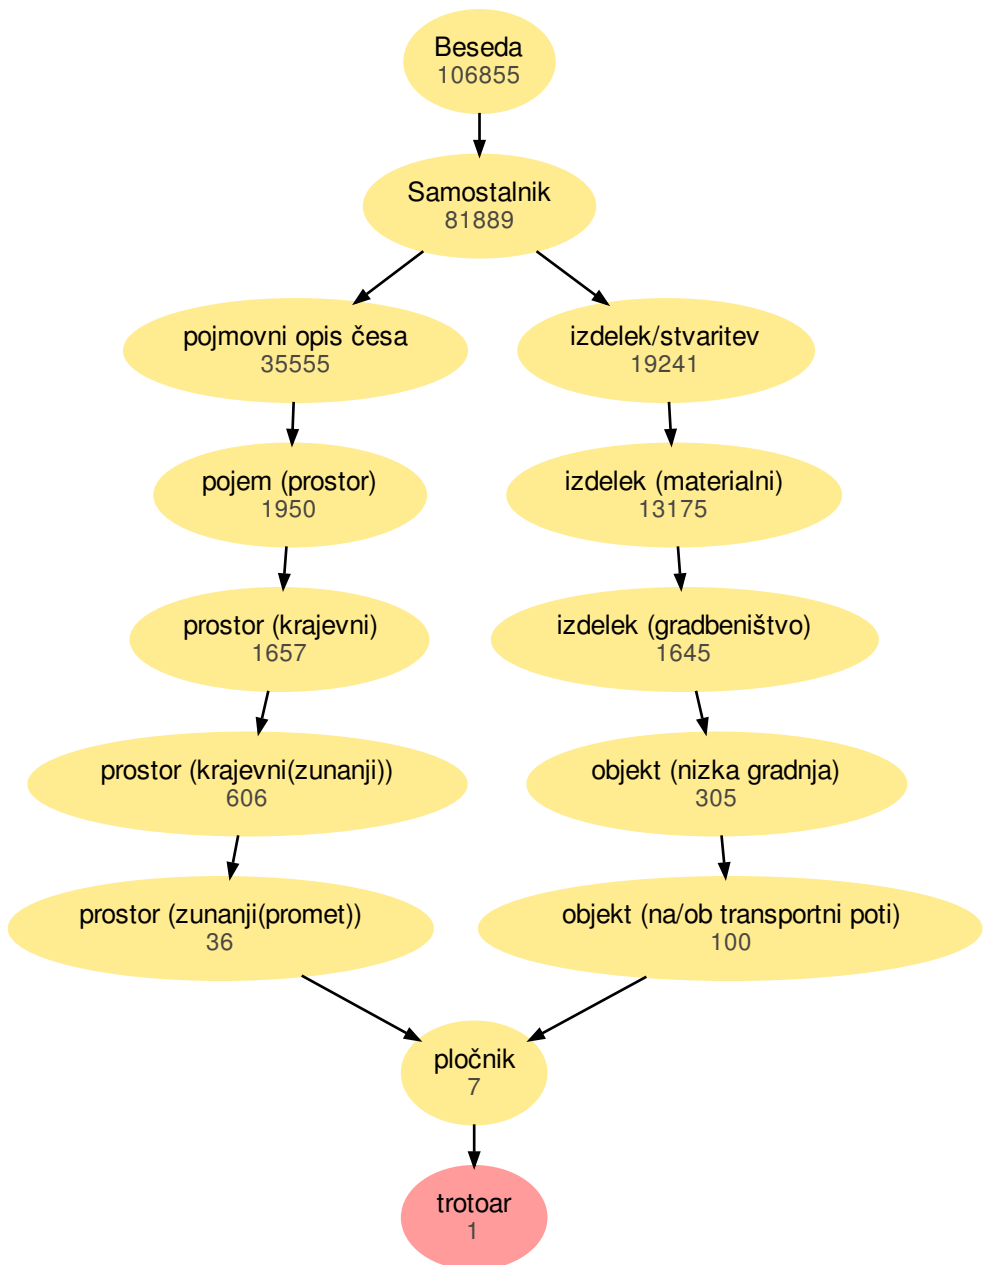 Beseda
106855
Samostalnik
81889
pojmovni opis česa
35555
izdelek/stvaritev
19241
pojem (prostor)
1950
izdelek (materialni)
13175
prostor (krajevni)
1657
izdelek (gradbeništvo)
1645
prostor (krajevni(zunanji))
606
objekt (nizka gradnja)
305
prostor (zunanji(promet))
36
objekt (na/ob transportni poti)
100
pločnik
7
trotoar
1